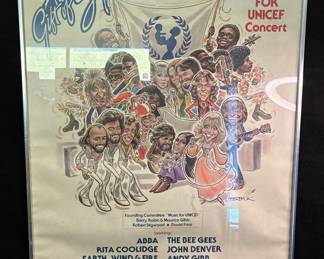 FOR
UNICEF
Concert
Founding Committee "Music for UNICEF"
Barry, Robin & Maurice Gibb,
Robert Stigwood • David Frost
Starring
ABBA THE BEE GEES
RITA COOLIDGE JOHN DENVER
EARTH, WIND & FIRE ANDY GIBB